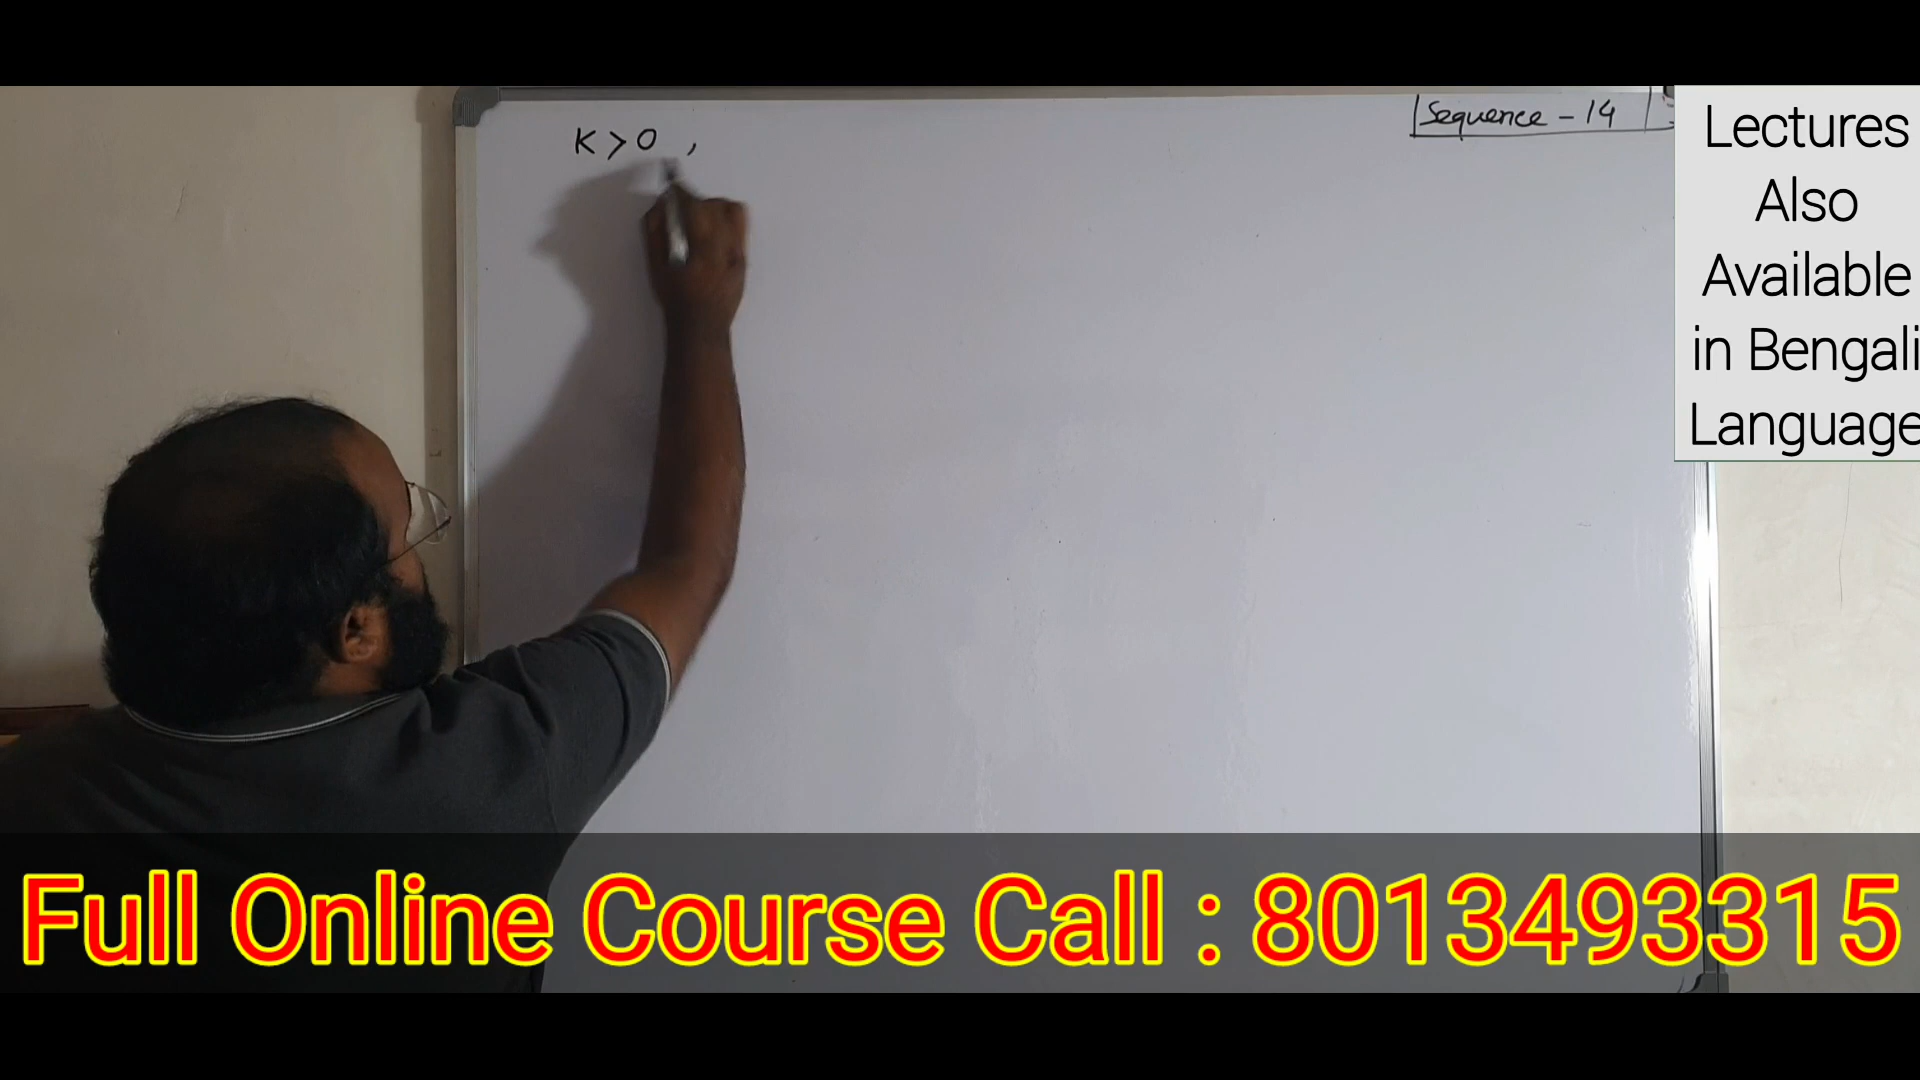 K > 0 ,
Sequence - 14
Lectures
Also
Available
in Bengali
Language
Full Online Course Call : 8013493315